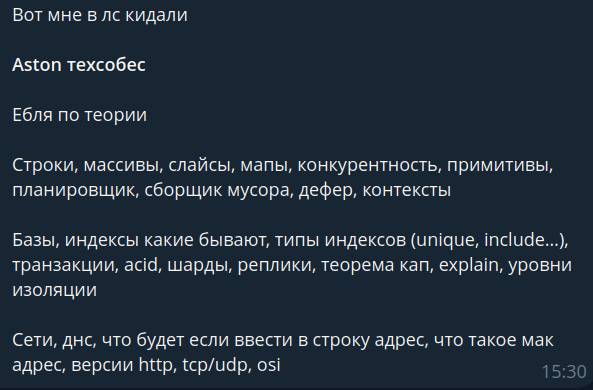 Вот мне в лс кидали
Aston техсобес
Ебля по теории
Строки, массивы, слайсы, мапы, конкурентность, примитивы,
планировщик, сборщик мусора, дефер, контексты
Базы, индексы какие бывают, типы индексов (unique, include...),
транзакции, acid, шарды, реплики, теорема кап, explain, уровни
изоляции
Сети, днс, что будет если ввести в строку адрес, что такое мак
адрес, версии http, tcp/udp, osi
15:30